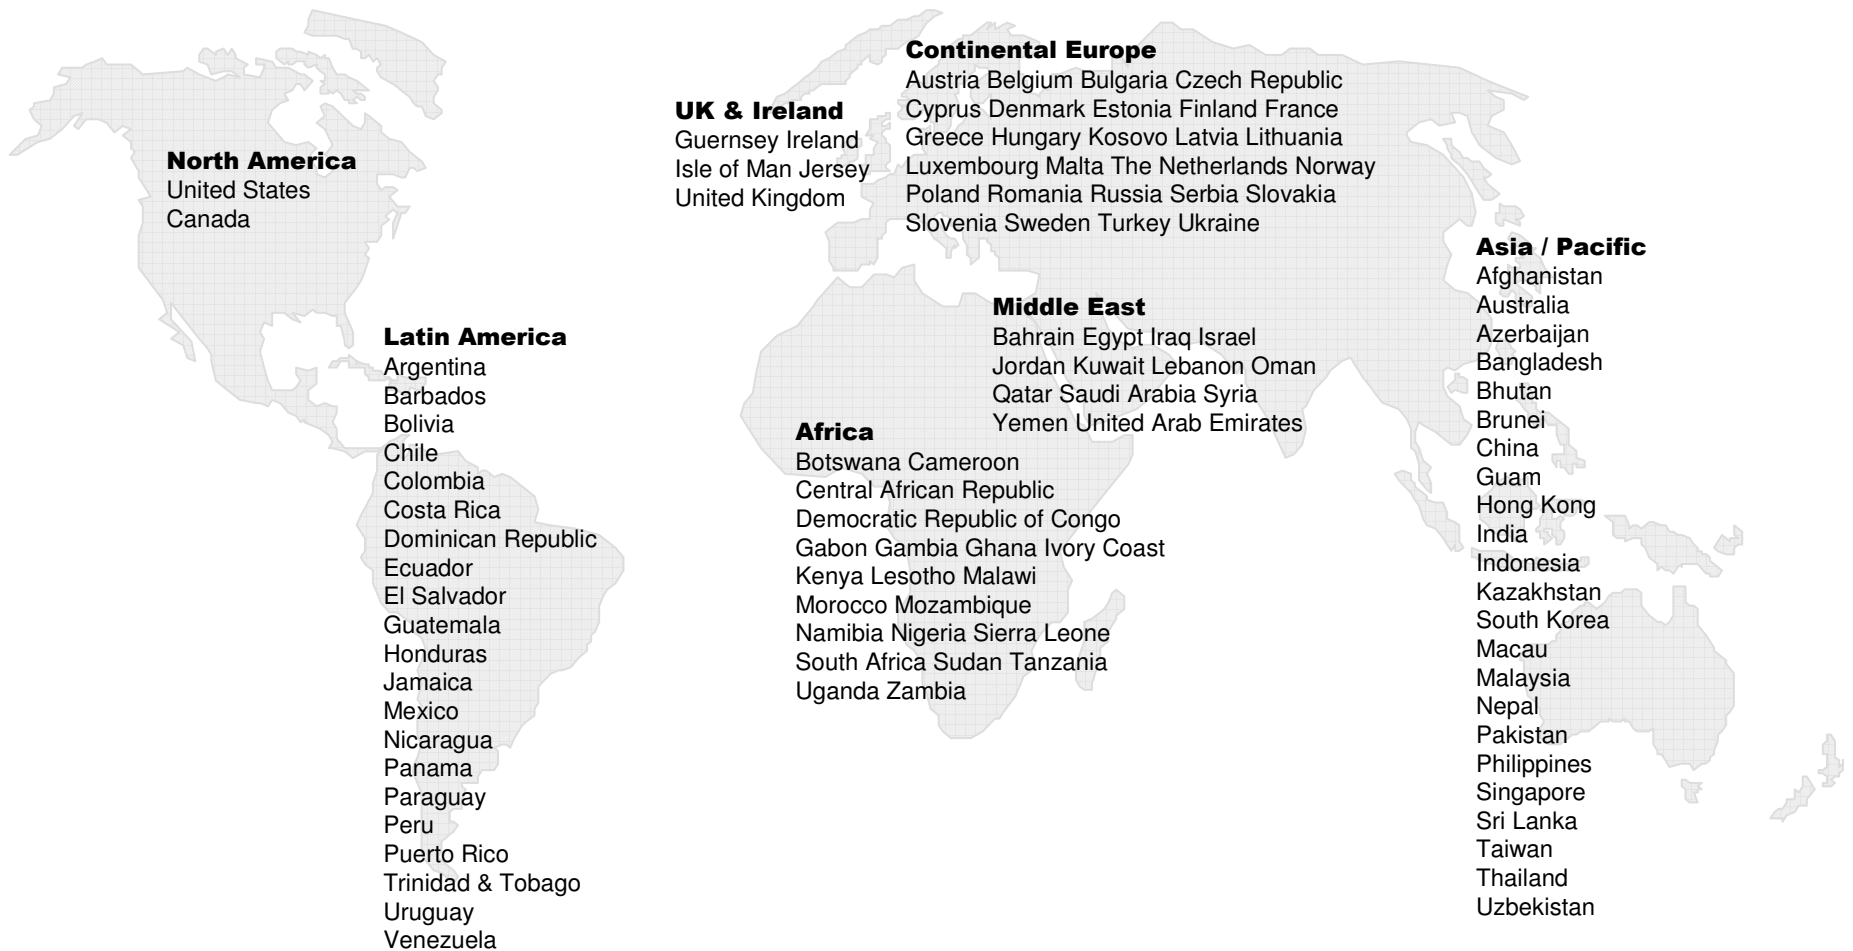 North America
United States
Canada
Latin America
Argentina
Barbados
Bolivia
Chile
Colombia
Costa Rica
Dominican Republic
Ecuador
El Salvador
Guatemala
Honduras
Jamaica
Mexico
Nicaragua
Panama
Paraguay
Peru
Puerto Rico
Trinidad & Tobago
Uruguay
Venezuela
UK & Ireland
Guernsey Ireland
Isle of Man Jersey
United Kingdom
Continental Europe
Austria Belgium Bulgaria Czech Republic
Cyprus Denmark Estonia Finland France
Greece Hungary Kosovo Latvia Lithuania
Luxembourg Malta The Netherlands Norway
Poland Romania Russia Serbia Slovakia
Slovenia Sweden Turkey Ukraine
Middle East
Bahrain Egypt Iraq Israel
Jordan Kuwait Lebanon Oman
Qatar Saudi Arabia Syria
Yemen United Arab Emirates
Africa
Botswana Cameroon
Central African Republic
Democratic Republic of Congo
Gabon Gambia Ghana Ivory Coast
Kenya Lesotho Malawi
Morocco Mozambique
Namibia Nigeria Sierra Leone
South Africa Sudan Tanzania
Uganda Zambia
Asia / Pacific
Afghanistan
Australia
Azerbaijan
Bangladesh
Bhutan
Brunei
China
Guam
Hong Kong
India
Indonesia
Kazakhstan
South Korea
Macau
Malaysia
Nepal
Pakistan
Philippines
Singapore
Sri Lanka
Taiwan
Thailand
Uzbekistan